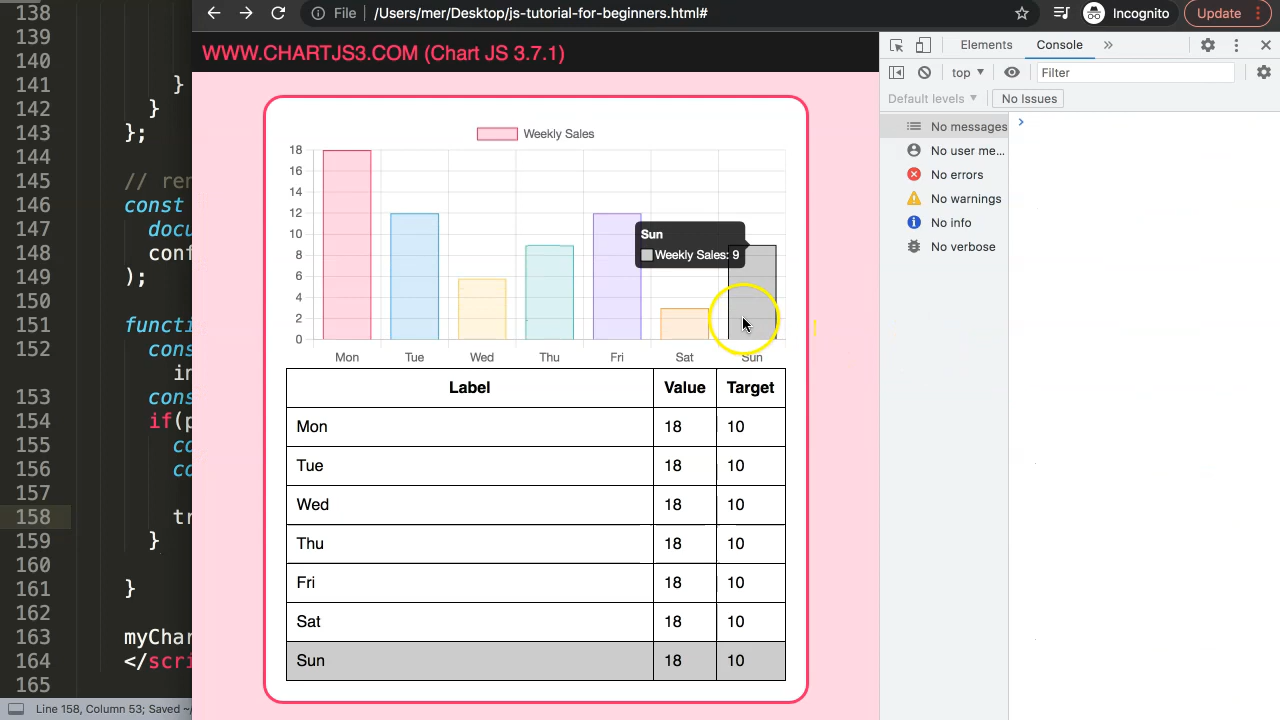 138
139
140
141 }
142 }
143 };
144
145 // ren
146 const
147 docu
148 conf
149 );
150
151 functi
152 cons
in
153 cons
154 if(p
155 co
156 co
157
158 tr
159 }
160
161 }
162
163 myChar
164 </scri
165
Line 158, Column 53; Saved ~/
File /Users/mer/Desktop/js-tutorial-for-beginners.html#
Incognito
Update
WWW.CHARTJS3.COM (Chart JS 3.7.1)
Weekly Sales
18
16
14
12
10
8
6
4
2
0
Sun
Weekly Sales: 9
Mon Tue Wed Thu Fri Sat Sun
Label Value Target
Mon 18 10
Tue 18 10
Wed 18 10
Thu 18 10
Fri 18 10
Sat 18 10
Sun 18 10
Elements Console »
top Filter
Default levels No Issues
No messages
No user me...
No errors
No warnings
No info
No verbose